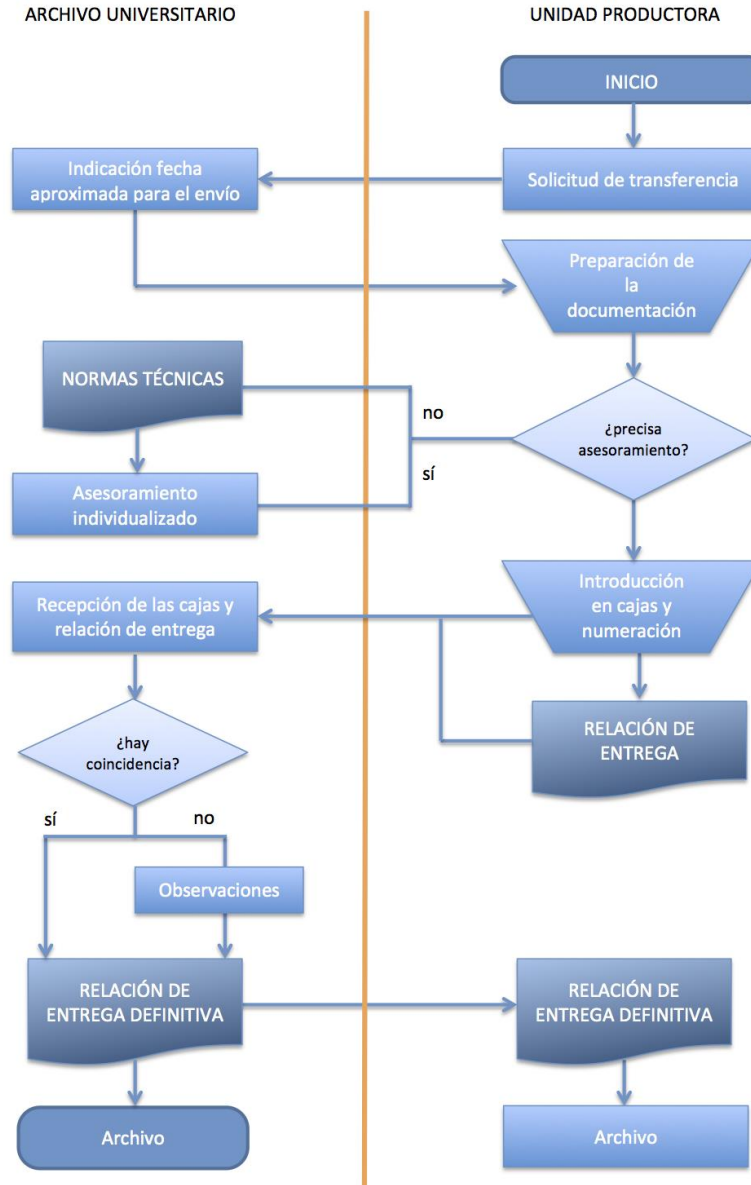 ARCHIVO UNIVERSITARIO
UNIDAD PRODUCTORA
INICIO
Indicación fecha
aproximada para el envío
Solicitud de transferencia
Preparación de
la
documentación
NORMAS TÉCNICAS
no
¿precisa
asesoramiento?
sí
Asesoramiento
individualizado
Recepción de las cajas y
relación de entrega
Introducción
en cajas y
numeración
¿hay
coincidencia?
RELACIÓN DE
ENTREGA
sí
no
Observaciones
RELACIÓN DE
ENTREGA DEFINITIVA
RELACIÓN DE
ENTREGA DEFINITIVA
Archivo
Archivo